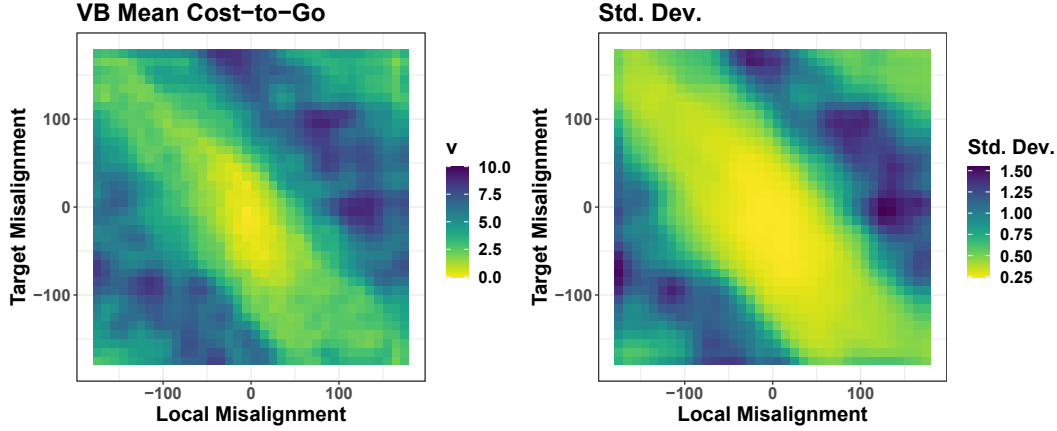 VB Mean Cost−to−Go
Target Misalignment
100
0
−100
−100
0
100
Local Misalignment
v
10.0
7.5
5.0
2.5
0.0
Std. Dev.
Target Misalignment
100
0
−100
−100
0
100
Local Misalignment
Std. Dev.
1.50
1.25
1.00
0.75
0.50
0.25